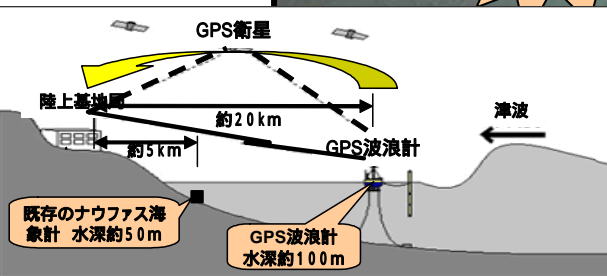 GPS衛星
陸上基地局
約20km
津波
約5km
GPS波浪計
既存のナウファス海
象計 水深約50m
GPS波浪計
水深約100m